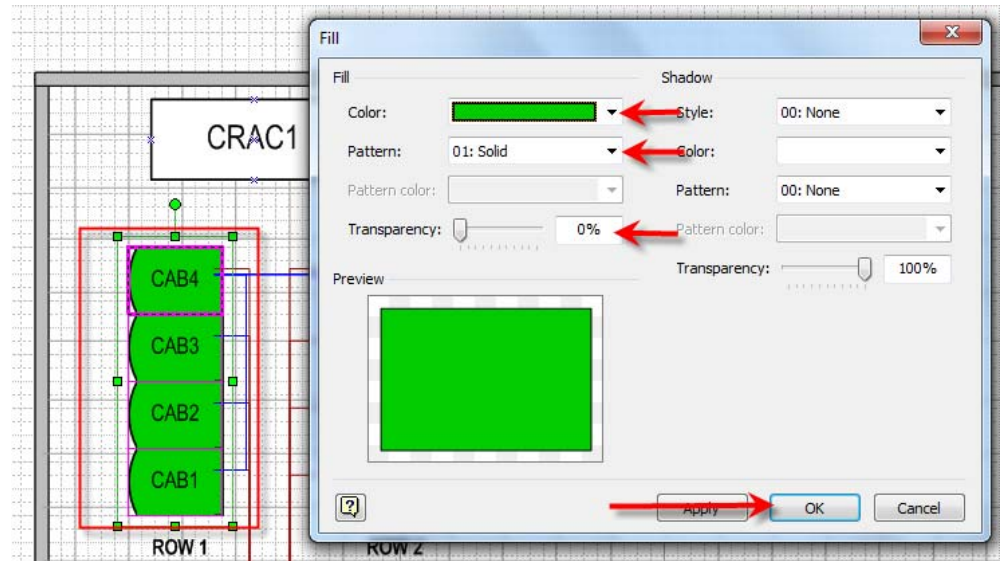 Fill
Fill
Shadow
Color:
Style:
00: None
Pattern:
01: Solid
Color:
Pattern color:
Pattern:
00: None
Transparency:
0%
Pattern color:
Transparency:
100%
Preview
Apply
OK
Cancel
?
CRAC1
CAB4
CAB3
CAB2
CAB1
ROW 1
ROW 2